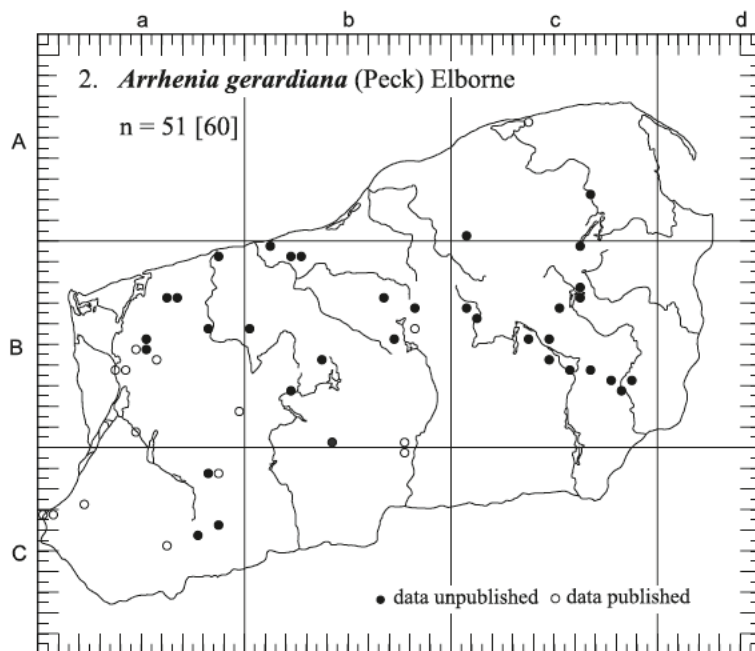 a b c d
2. Arrhenia gerardiana (Peck) Elborne
n = 51 [60]
A
B
C
● data unpublished ○ data published